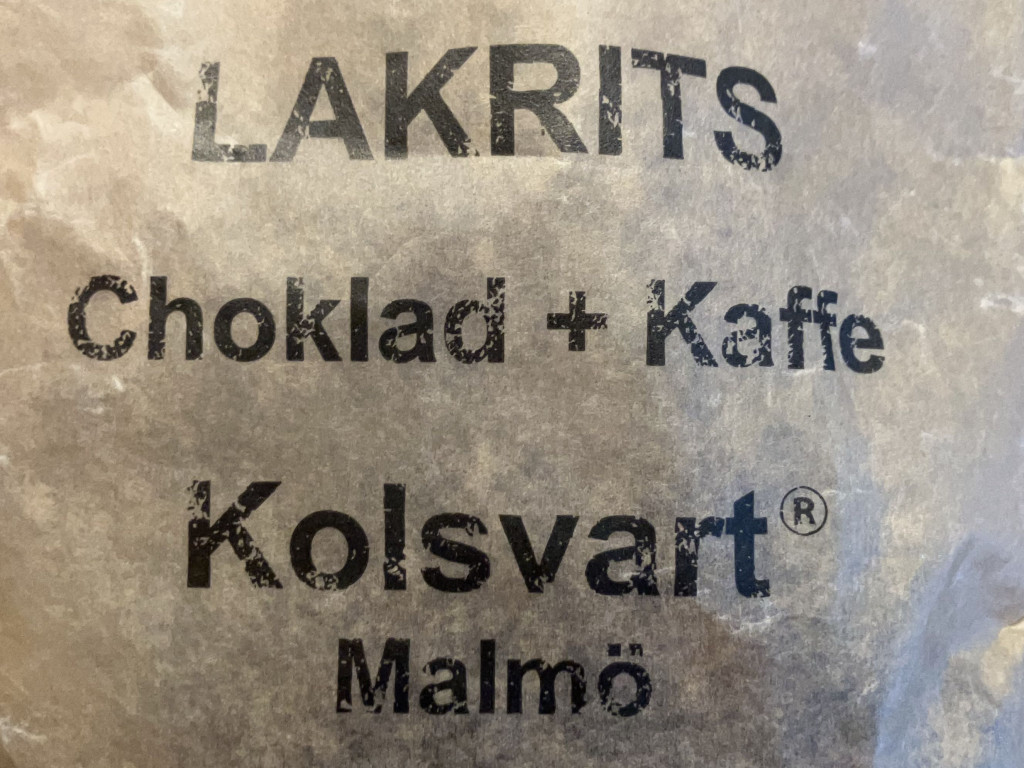 LAKRITS
Choklad + Kaffe
Kolsvart®
Malmö